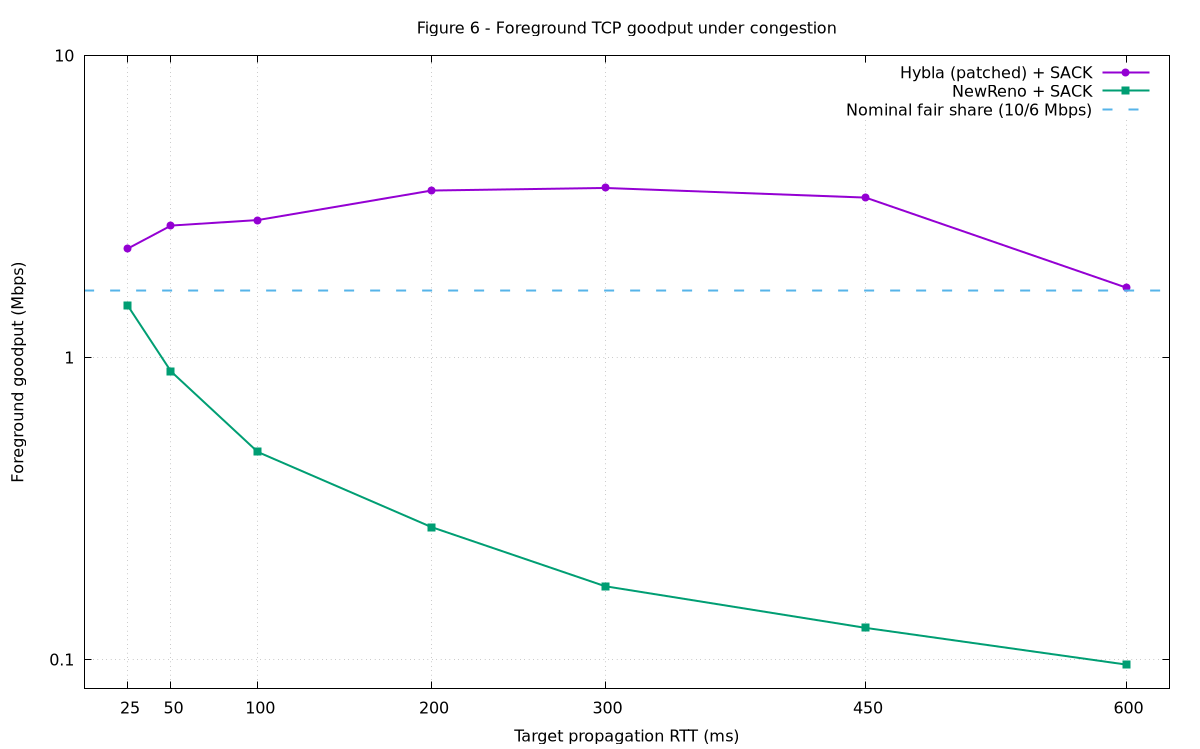 Figure 6 - Foreground TCP goodput under congestion
10
Hybla (patched) + SACK
NewReno + SACK
Nominal fair share (10/6 Mbps)
Foreground goodput (Mbps)
1
0.1
25 50 100 200 300 450 600
Target propagation RTT (ms)